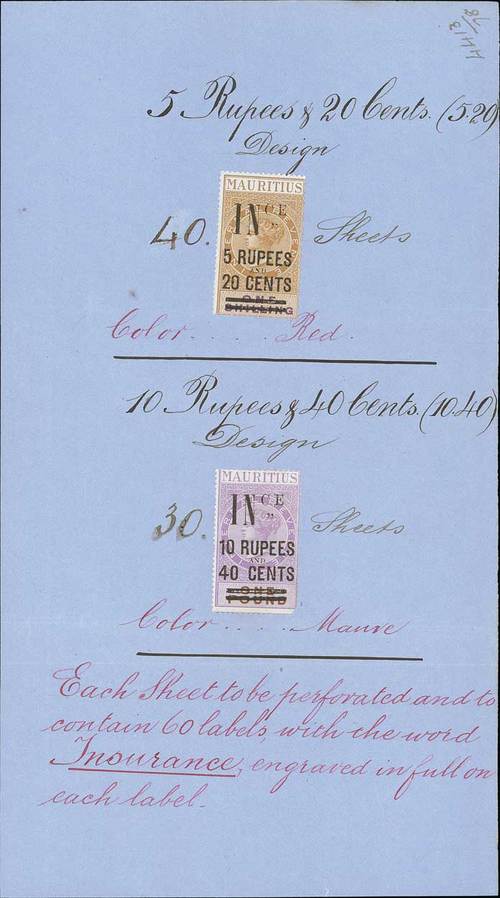 4413/78
5 Rupees & 20 Cents. (5.20)
Design
MAURITIUS
IN
5 RUPEES
AND
20 CENTS
ONE
SHILLING
40. Sheets
Color..... Red.
10 Rupees & 40 Cents. (10.40)
Design
MAURITIUS
IN
10 RUPEES
AND
40 CENTS
ONE
POUND
30. Sheets
Color.... Mauve
Each Sheet to be perforated and to
contain 60 labels, with the word
Insurance, engraved in full on
each label.